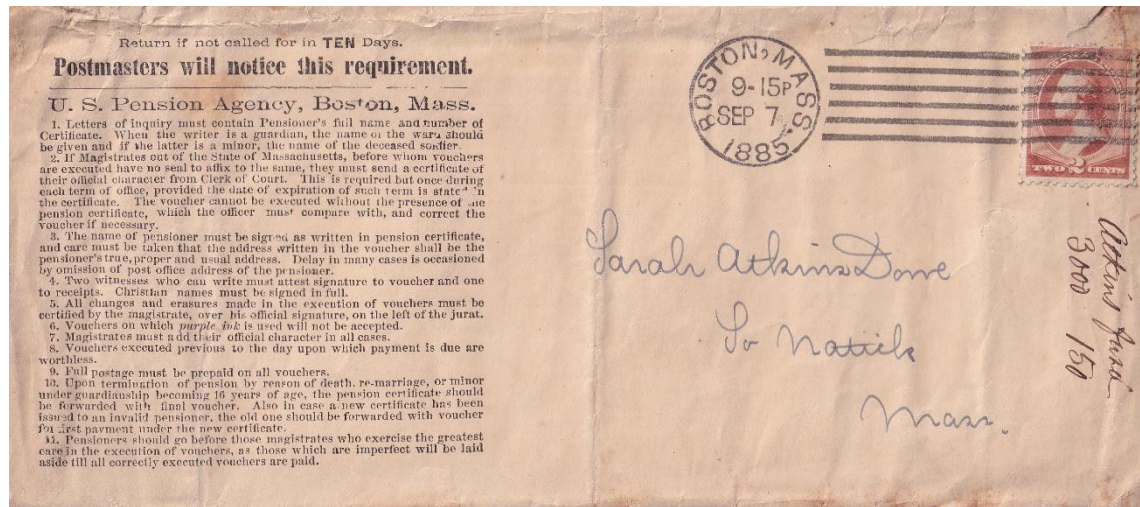 Return if not called for in TEN Days.
Postmasters will notice this requirement.
U. S. Pension Agency, Boston, Mass.
1. Letters of inquiry must contain Pensioner's full name and number of
Certificate. When the writer is a guardian, the name of the ward should
be given and if the latter is a minor, the name of the deceased soldier.
2. If Magistrates out of the State of Massachusetts, before whom vouchers
are executed have no seal to affix to the same, they must send a certificate of
their official character from Clerk of Court. This is required but once during
each term of office, provided the date of expiration of such term is stated in
the certificate. The voucher cannot be executed without the presence of the
pension certificate, which the officer must compare with, and correct the
voucher if necessary.
3. The name of pensioner must be signed as written in pension certificate,
and care must be taken that the address written in the voucher shall be the
pensioner's true, proper and usual address. Delay in many cases is occasioned
by omission of post office address of the pensioner.
4. Two witnesses who can write must attest signature to voucher and one
to receipts. Christian names must be signed in full.
5. All changes and erasures made in the execution of vouchers must be
certified by the magistrate, over his official signature, on the left of the jurat.
6. Vouchers on which purple ink is used will not be accepted.
7. Magistrates must add their official character in all cases.
8. Vouchers executed previous to the day upon which payment is due are
worthless.
9. Full postage must be prepaid on all vouchers.
10. Upon termination of pension by reason of death, re-marriage, or minor
under guardianship becoming 16 years of age, the pension certificate should
be forwarded with final voucher. Also in case a new certificate has been
issued to an invalid pensioner, the old one should be forwarded with voucher
for first payment under the new certificate.
11. Pensioners should go before those magistrates who exercise the greatest
care in the execution of vouchers, as those which are imperfect will be laid
aside till all correctly executed vouchers are paid.
BOSTON, MASS.
9-15P
SEP 7
1885
TWO 2 CENTS
Sarah Atkins Dowe
So Natick
Mass.
Atkins
3000 150